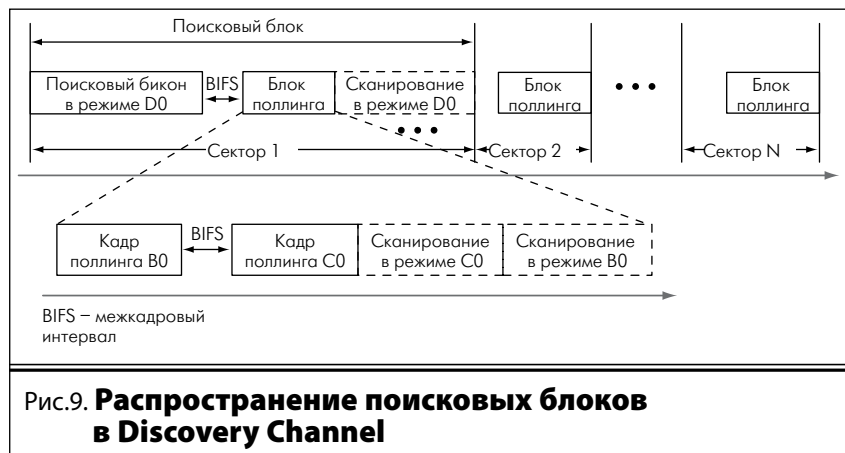 Поисковый блок
Поисковый бикон
в режиме D0
BIFS
Блок
поллинга
Сканирование
в режиме D0
Блок
поллинга
• • •
Блок
поллинга
• • •
Сектор 1
Сектор 2
Сектор N
Кадр
поллинга B0
BIFS
Кадр
поллинга C0
Сканирование
в режиме C0
Сканирование
в режиме B0
BIFS – межкадровый
интервал
Рис.9. Распространение поисковых блоков
в Discovery Channel